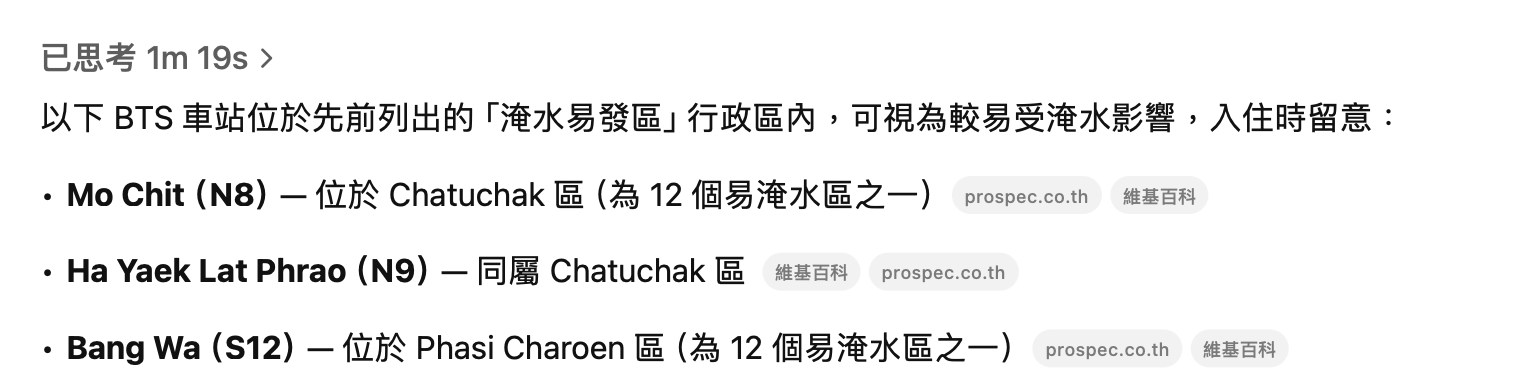 已思考 1m 19s >
以下 BTS 車站位於先前列出的「淹水易發區」行政區內，可視為較易受淹水影響，入住時留意：
• Mo Chit（N8）— 位於 Chatuchak 區（為 12 個易淹水區之一） prospec.co.th 維基百科
• Ha Yaek Lat Phrao（N9）— 同屬 Chatuchak 區 維基百科 prospec.co.th
• Bang Wa（S12）— 位於 Phasi Charoen 區（為 12 個易淹水區之一） prospec.co.th 維基百科